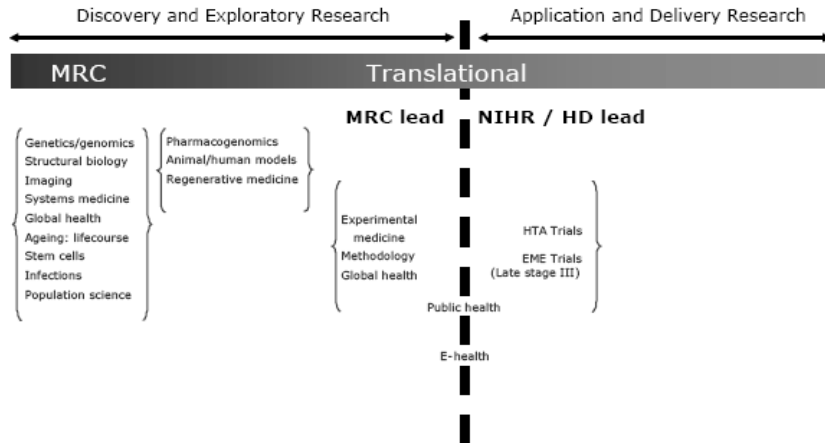 Discovery and Exploratory Research
Application and Delivery Research
MRC
Translational
MRC lead
NIHR / HD lead
Genetics/genomics
Structural biology
Imaging
Systems medicine
Global health
Ageing: lifecourse
Stem cells
Infections
Population science
Pharmacogenomics
Animal/human models
Regenerative medicine
Experimental
medicine
Methodology
Global health
HTA Trials
EME Trials
(Late stage III)
Public health
E-health